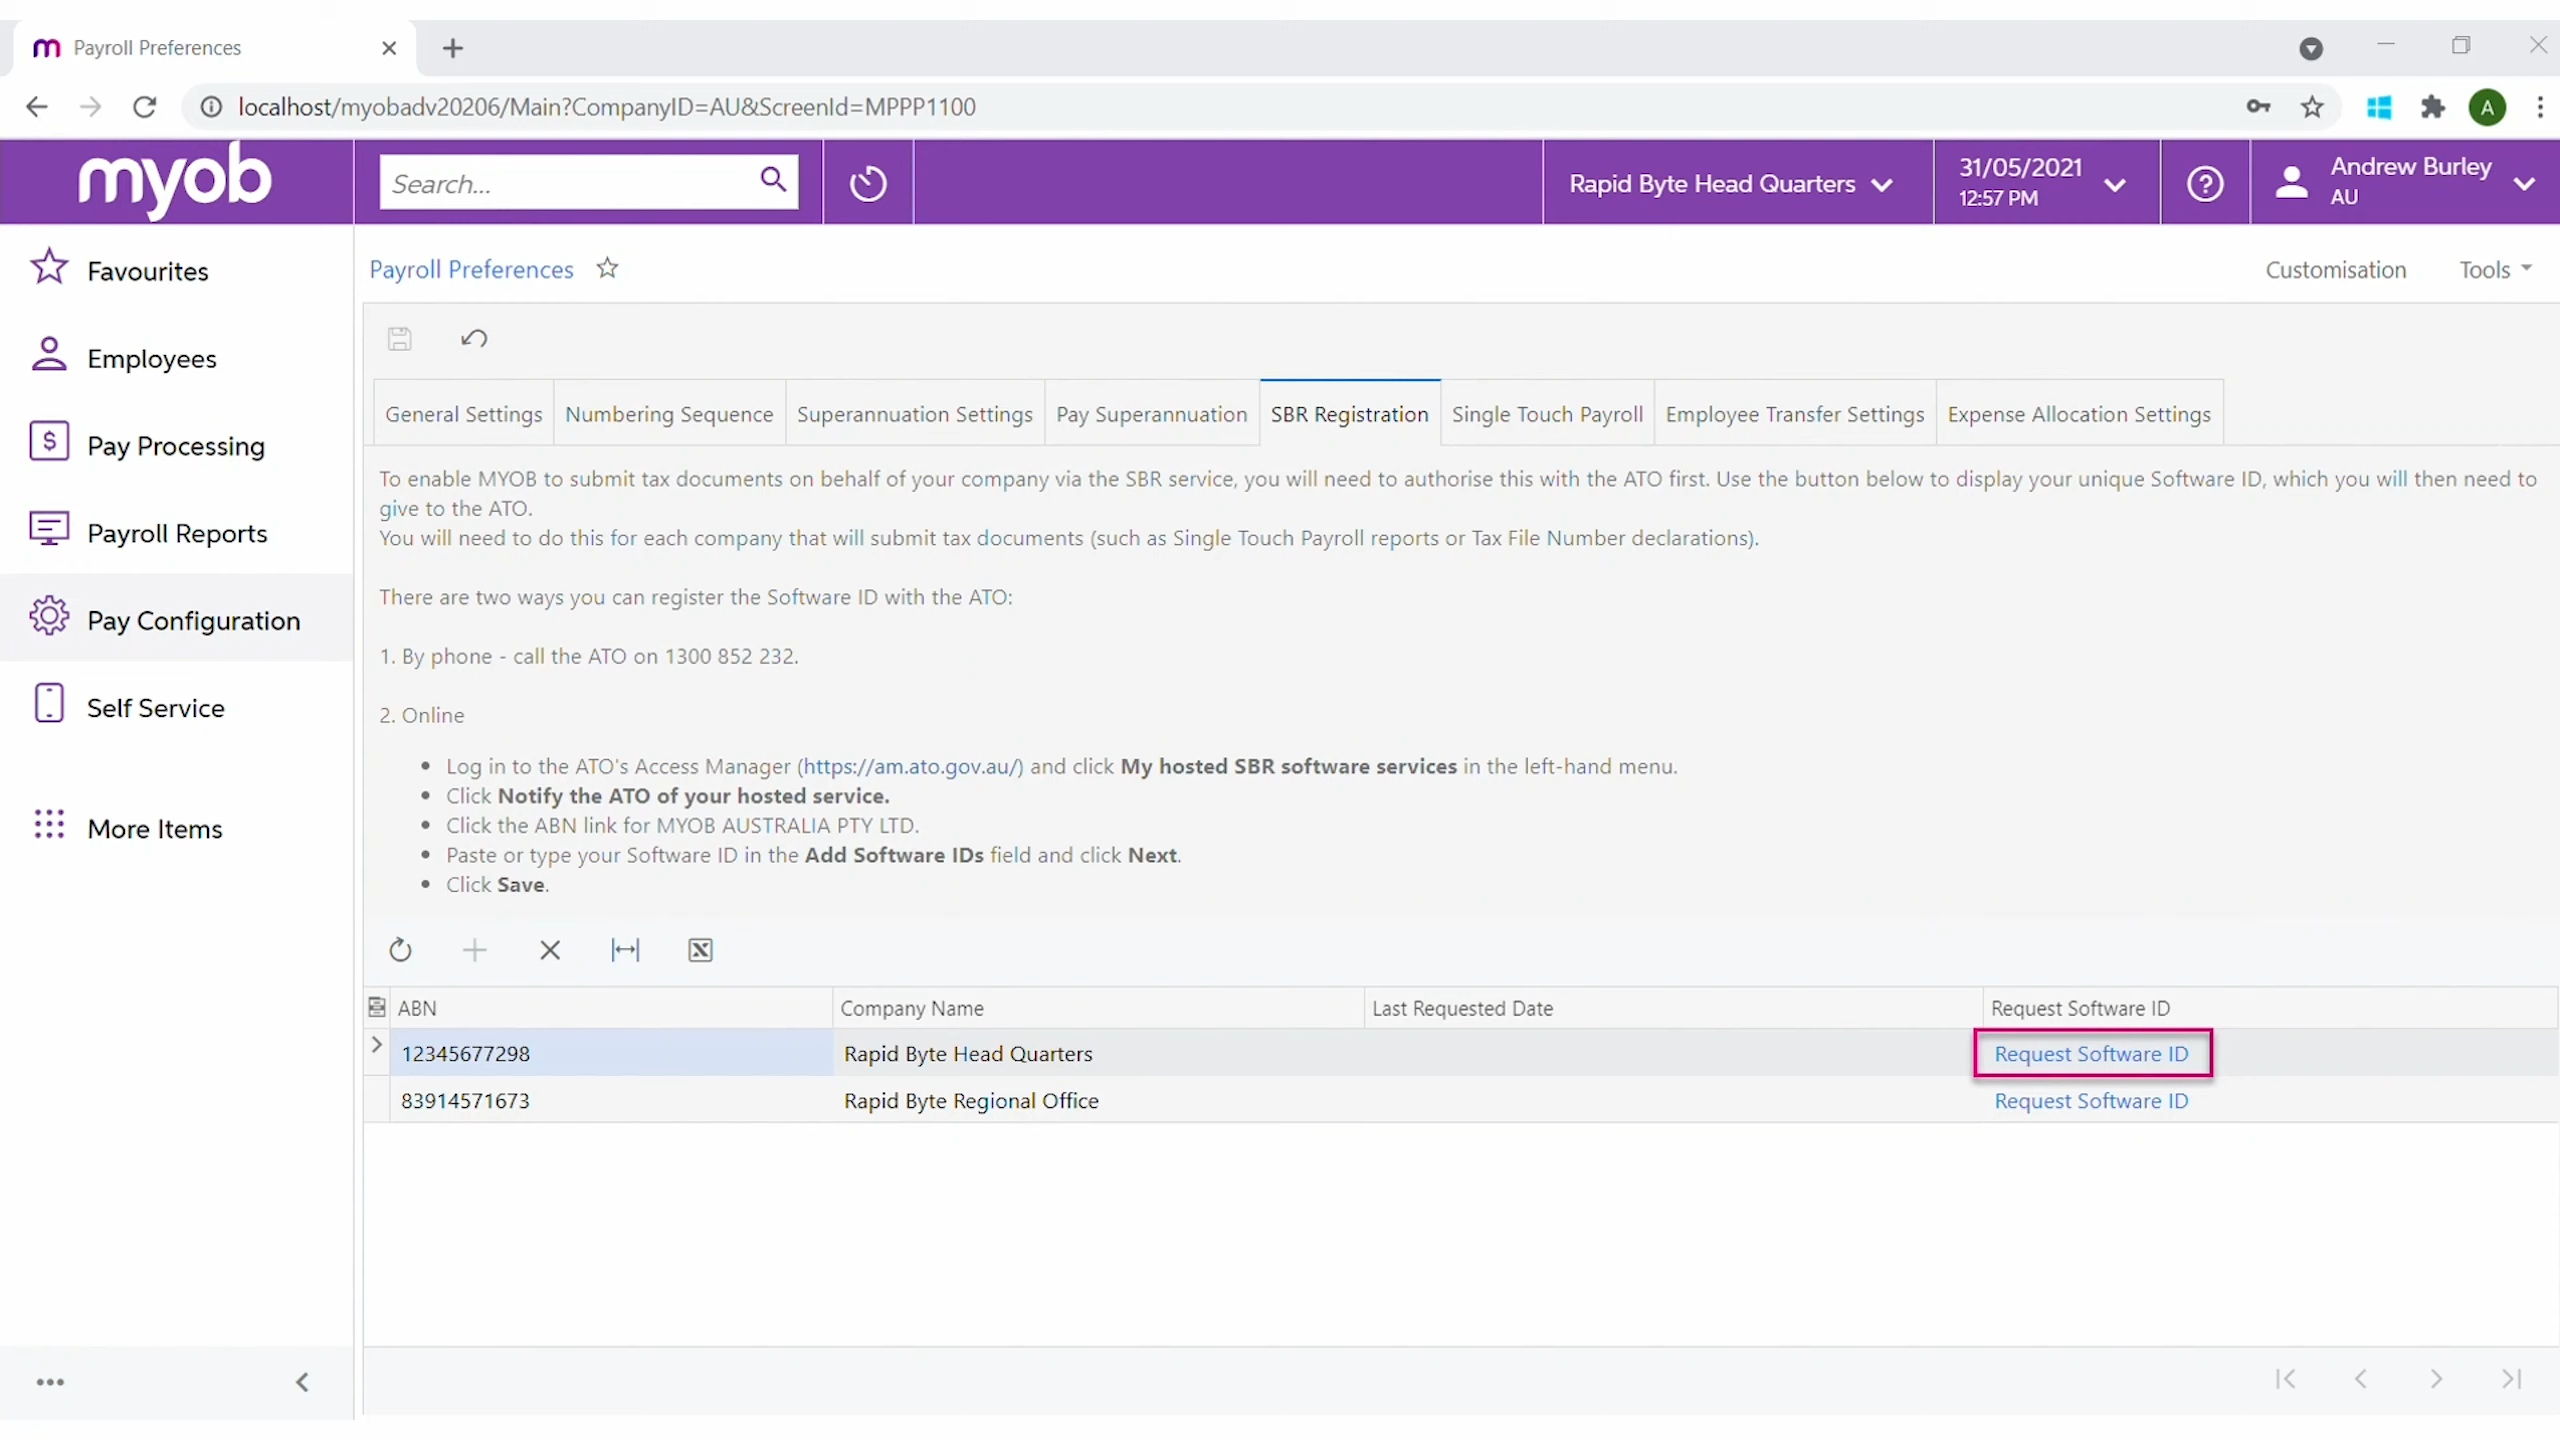 m Payroll Preferences
localhost/myobadv20206/Main?CompanyID=AU&ScreenId=MPPP1100
A
myob
Search...
Rapid Byte Head Quarters
31/05/2021
12:57 PM
Andrew Burley
AU
Favourites
Employees
Pay Processing
Payroll Reports
Pay Configuration
Self Service
More Items
Payroll Preferences
Customisation
Tools
General Settings
Numbering Sequence
Superannuation Settings
Pay Superannuation
SBR Registration
Single Touch Payroll
Employee Transfer Settings
Expense Allocation Settings
To enable MYOB to submit tax documents on behalf of your company via the SBR service, you will need to authorise this with the ATO first. Use the button below to display your unique Software ID, which you will then need to
give to the ATO.
You will need to do this for each company that will submit tax documents (such as Single Touch Payroll reports or Tax File Number declarations).
There are two ways you can register the Software ID with the ATO:
1. By phone - call the ATO on 1300 852 232.
2. Online
• Log in to the ATO's Access Manager (https://am.ato.gov.au/) and click My hosted SBR software services in the left-hand menu.
• Click Notify the ATO of your hosted service.
• Click the ABN link for MYOB AUSTRALIA PTY LTD.
• Paste or type your Software ID in the Add Software IDs field and click Next.
• Click Save.
ABN Company Name Last Requested Date Request Software ID
12345677298 Rapid Byte Head Quarters Request Software ID
83914571673 Rapid Byte Regional Office Request Software ID